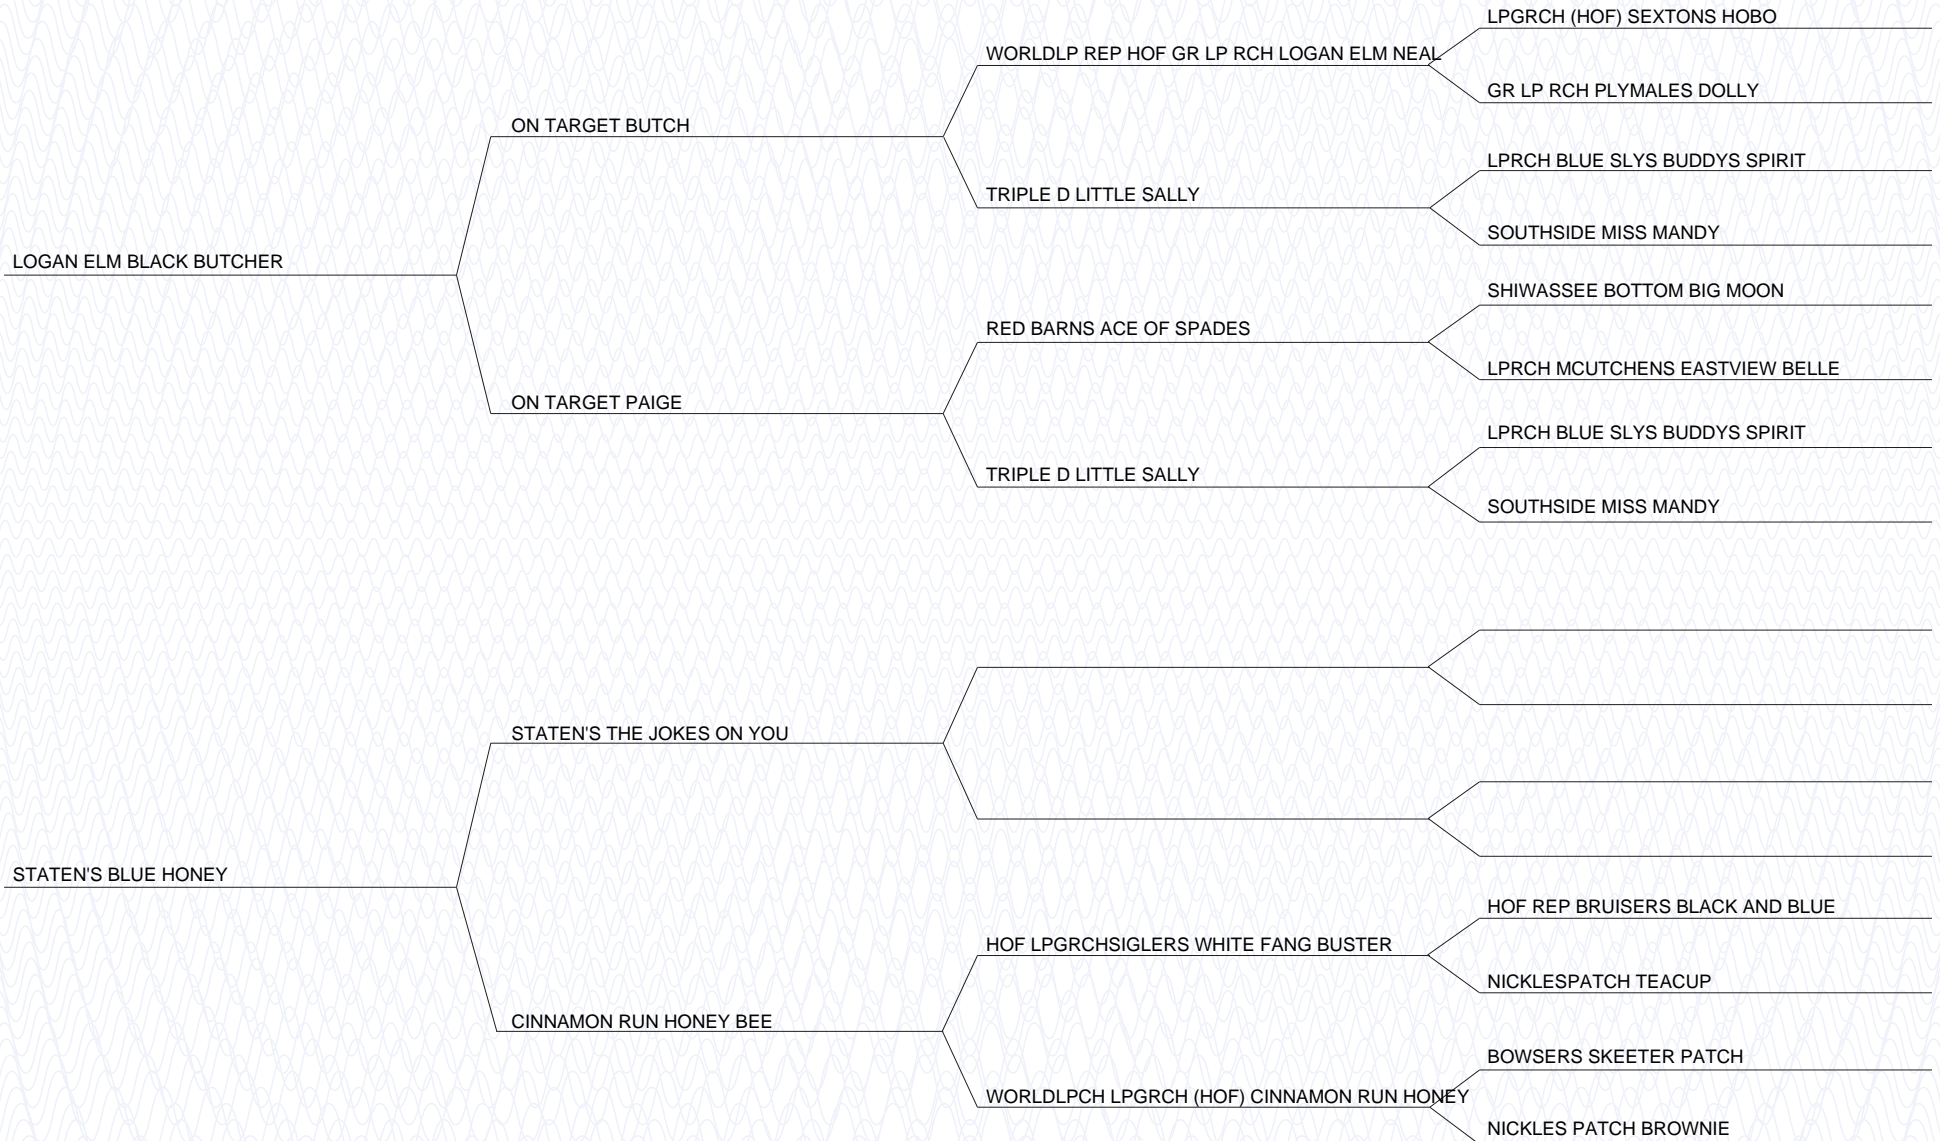 LPGRCH (HOF) SEXTONS HOBO
WORLDLP REP HOF GR LP RCH LOGAN ELM NEAL
GR LP RCH PLYMALES DOLLY
ON TARGET BUTCH
LPRCH BLUE SLYS BUDDYS SPIRIT
TRIPLE D LITTLE SALLY
SOUTHSIDE MISS MANDY
LOGAN ELM BLACK BUTCHER
SHIWASSEE BOTTOM BIG MOON
RED BARNS ACE OF SPADES
LPRCH MCUTCHENS EASTVIEW BELLE
ON TARGET PAIGE
LPRCH BLUE SLYS BUDDYS SPIRIT
TRIPLE D LITTLE SALLY
SOUTHSIDE MISS MANDY
STATEN'S THE JOKES ON YOU
STATEN'S BLUE HONEY
HOF REP BRUISERS BLACK AND BLUE
HOF LPGRCHSIGLERS WHITE FANG BUSTER
NICKLESPATCH TEACUP
CINNAMON RUN HONEY BEE
BOWSERS SKEETER PATCH
WORLDLPCH LPGRCH (HOF) CINNAMON RUN HONEY
NICKLES PATCH BROWNIE